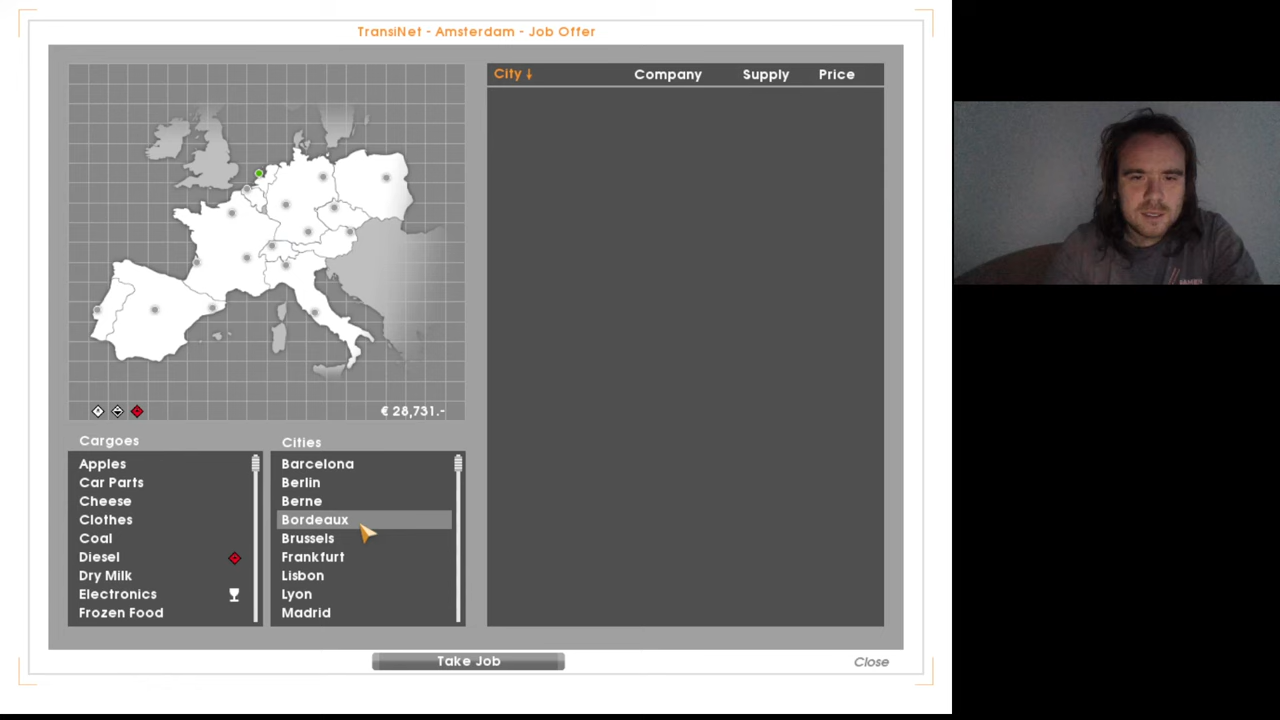 TransiNet - Amsterdam - Job Offer
City ↓ Company Supply Price
€ 28,731.-
Cargoes
Apples
Car Parts
Cheese
Clothes
Coal
Diesel
Dry Milk
Electronics
Frozen Food
Cities
Barcelona
Berlin
Berne
Bordeaux
Brussels
Frankfurt
Lisbon
Lyon
Madrid
Take Job
Close